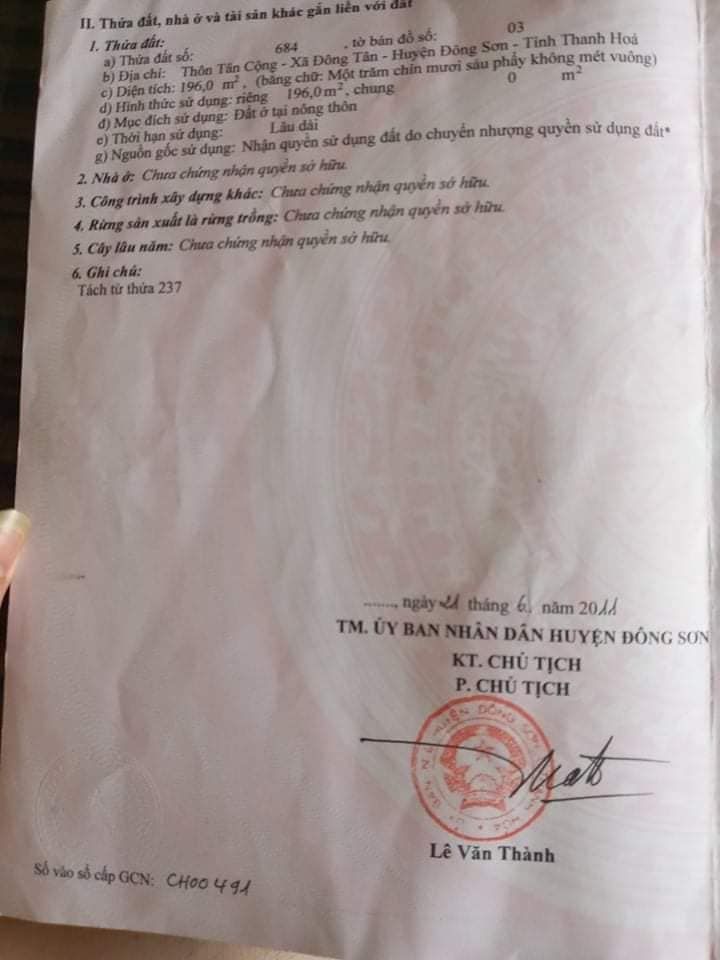 II. Thửa đất, nhà ở và tài sản khác gắn liền với đất
1. Thửa đất:
a) Thửa đất số: 684 , tờ bản đồ số: 03
b) Địa chỉ: Thôn Tân Cộng - Xã Đông Tân - Huyện Đông Sơn - Tỉnh Thanh Hoá
c) Diện tích: 196,0 m², (bằng chữ: Một trăm chín mươi sáu phẩy không mét vuông)
d) Hình thức sử dụng: riêng 196,0 m², chung 0 m²
đ) Mục đích sử dụng: Đất ở tại nông thôn
e) Thời hạn sử dụng: Lâu dài
g) Nguồn gốc sử dụng: Nhận quyền sử dụng đất do chuyển nhượng quyền sử dụng đất*
2. Nhà ở: Chưa chứng nhận quyền sở hữu.
3. Công trình xây dựng khác: Chưa chứng nhận quyền sở hữu.
4. Rừng sản xuất là rừng trồng: Chưa chứng nhận quyền sở hữu.
5. Cây lâu năm: Chưa chứng nhận quyền sở hữu.
6. Ghi chú:
Tách từ thửa 237
........, ngày 21 tháng 6 năm 2011
TM. ỦY BAN NHÂN DÂN HUYỆN ĐÔNG SƠN
KT. CHỦ TỊCH
P. CHỦ TỊCH
Lê Văn Thành
Số vào sổ cấp GCN: CH00491